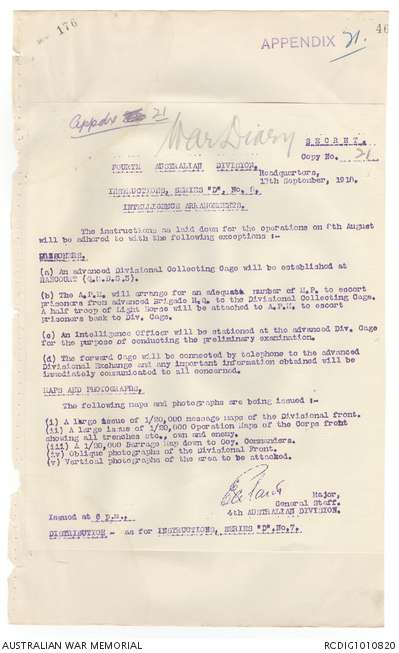 176
46
APPENDIX 21.
Appdx 21
War Diary
SECRET.
Copy No. 21
FOURTH AUSTRALIAN DIVISION.
Headquarters,
17th September, 1918.
INSTRUCTIONS, SERIES "D", No. 8.
INTELLIGENCE ARRANGEMENTS.
The instructions as laid down for the operations on 8th August
will be adhered to with the following exceptions :-
PRISONERS.
(a) An advanced Divisional Collecting Cage will be established at
HANCOURT
(b) The A.P.M. will arrange for an adequate number of M.P. to escort
prisoners from advanced Brigade H.Q. to the Divisional Collecting Cage.
A half troop of Light Horse will be attached to A.P.M. to escort
prisoners back to Div. Cage.
(c) An Intelligence Officer will be stationed at the advanced Div. Cage
for the purpose of conducting the preliminary examination.
(d) The forward Cage will be connected by telephone to the advanced
Divisional Exchange and any important information obtained will be
immediately communicated to all concerned.
MAPS AND PHOTOGRAPHS.
The following maps and photographs are being issued :-
(i) A large issue of 1/20,000 message maps of the Divisional front.
(ii) A large issue of 1/20,000 Operation Maps of the Corps front
showing all trenches etc., own and enemy.
(iii) A 1/20,000 Barrage Map down to Coy. Commanders.
(iv) Oblique photographs of the Divisional Front.
(v) Vertical photographs of the area to be attacked.
Major,
General Staff.
4th AUSTRALIAN DIVISION.
Issued at 6 p.m.,
DISTRIBUTION - as for INSTRUCTIONS, SERIES "D",No.7.
AUSTRALIAN WAR MEMORIAL
RCDIG1010820